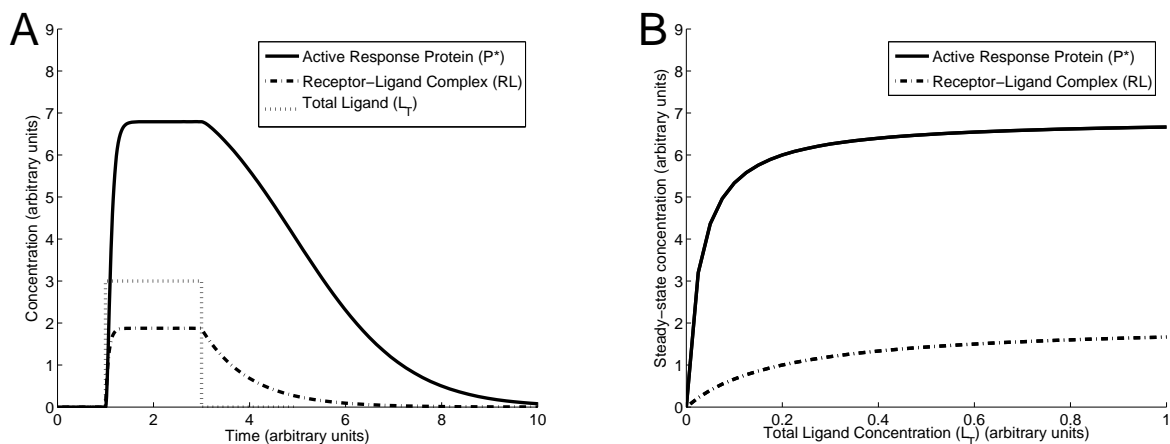 A
Concentration (arbitrary units)
9
8
7
6
5
4
3
2
1
0
0
2
4
6
8
10
Time (arbitrary units)
Active Response Protein (P*)
Receptor−Ligand Complex (RL)
Total Ligand (L_T)
B
Steady−state concentration (arbitrary units)
9
8
7
6
5
4
3
2
1
0
0
0.2
0.4
0.6
0.8
1
Total Ligand Concentration (L_T) (arbitrary units)
Active Response Protein (P*)
Receptor−Ligand Complex (RL)